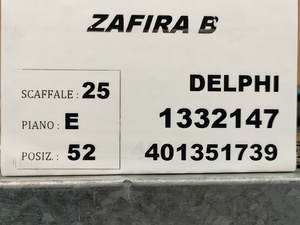 ZAFIRA B
SCAFFALE : 25
PIANO : E
POSIZ. : 52
DELPHI
1332147
401351739